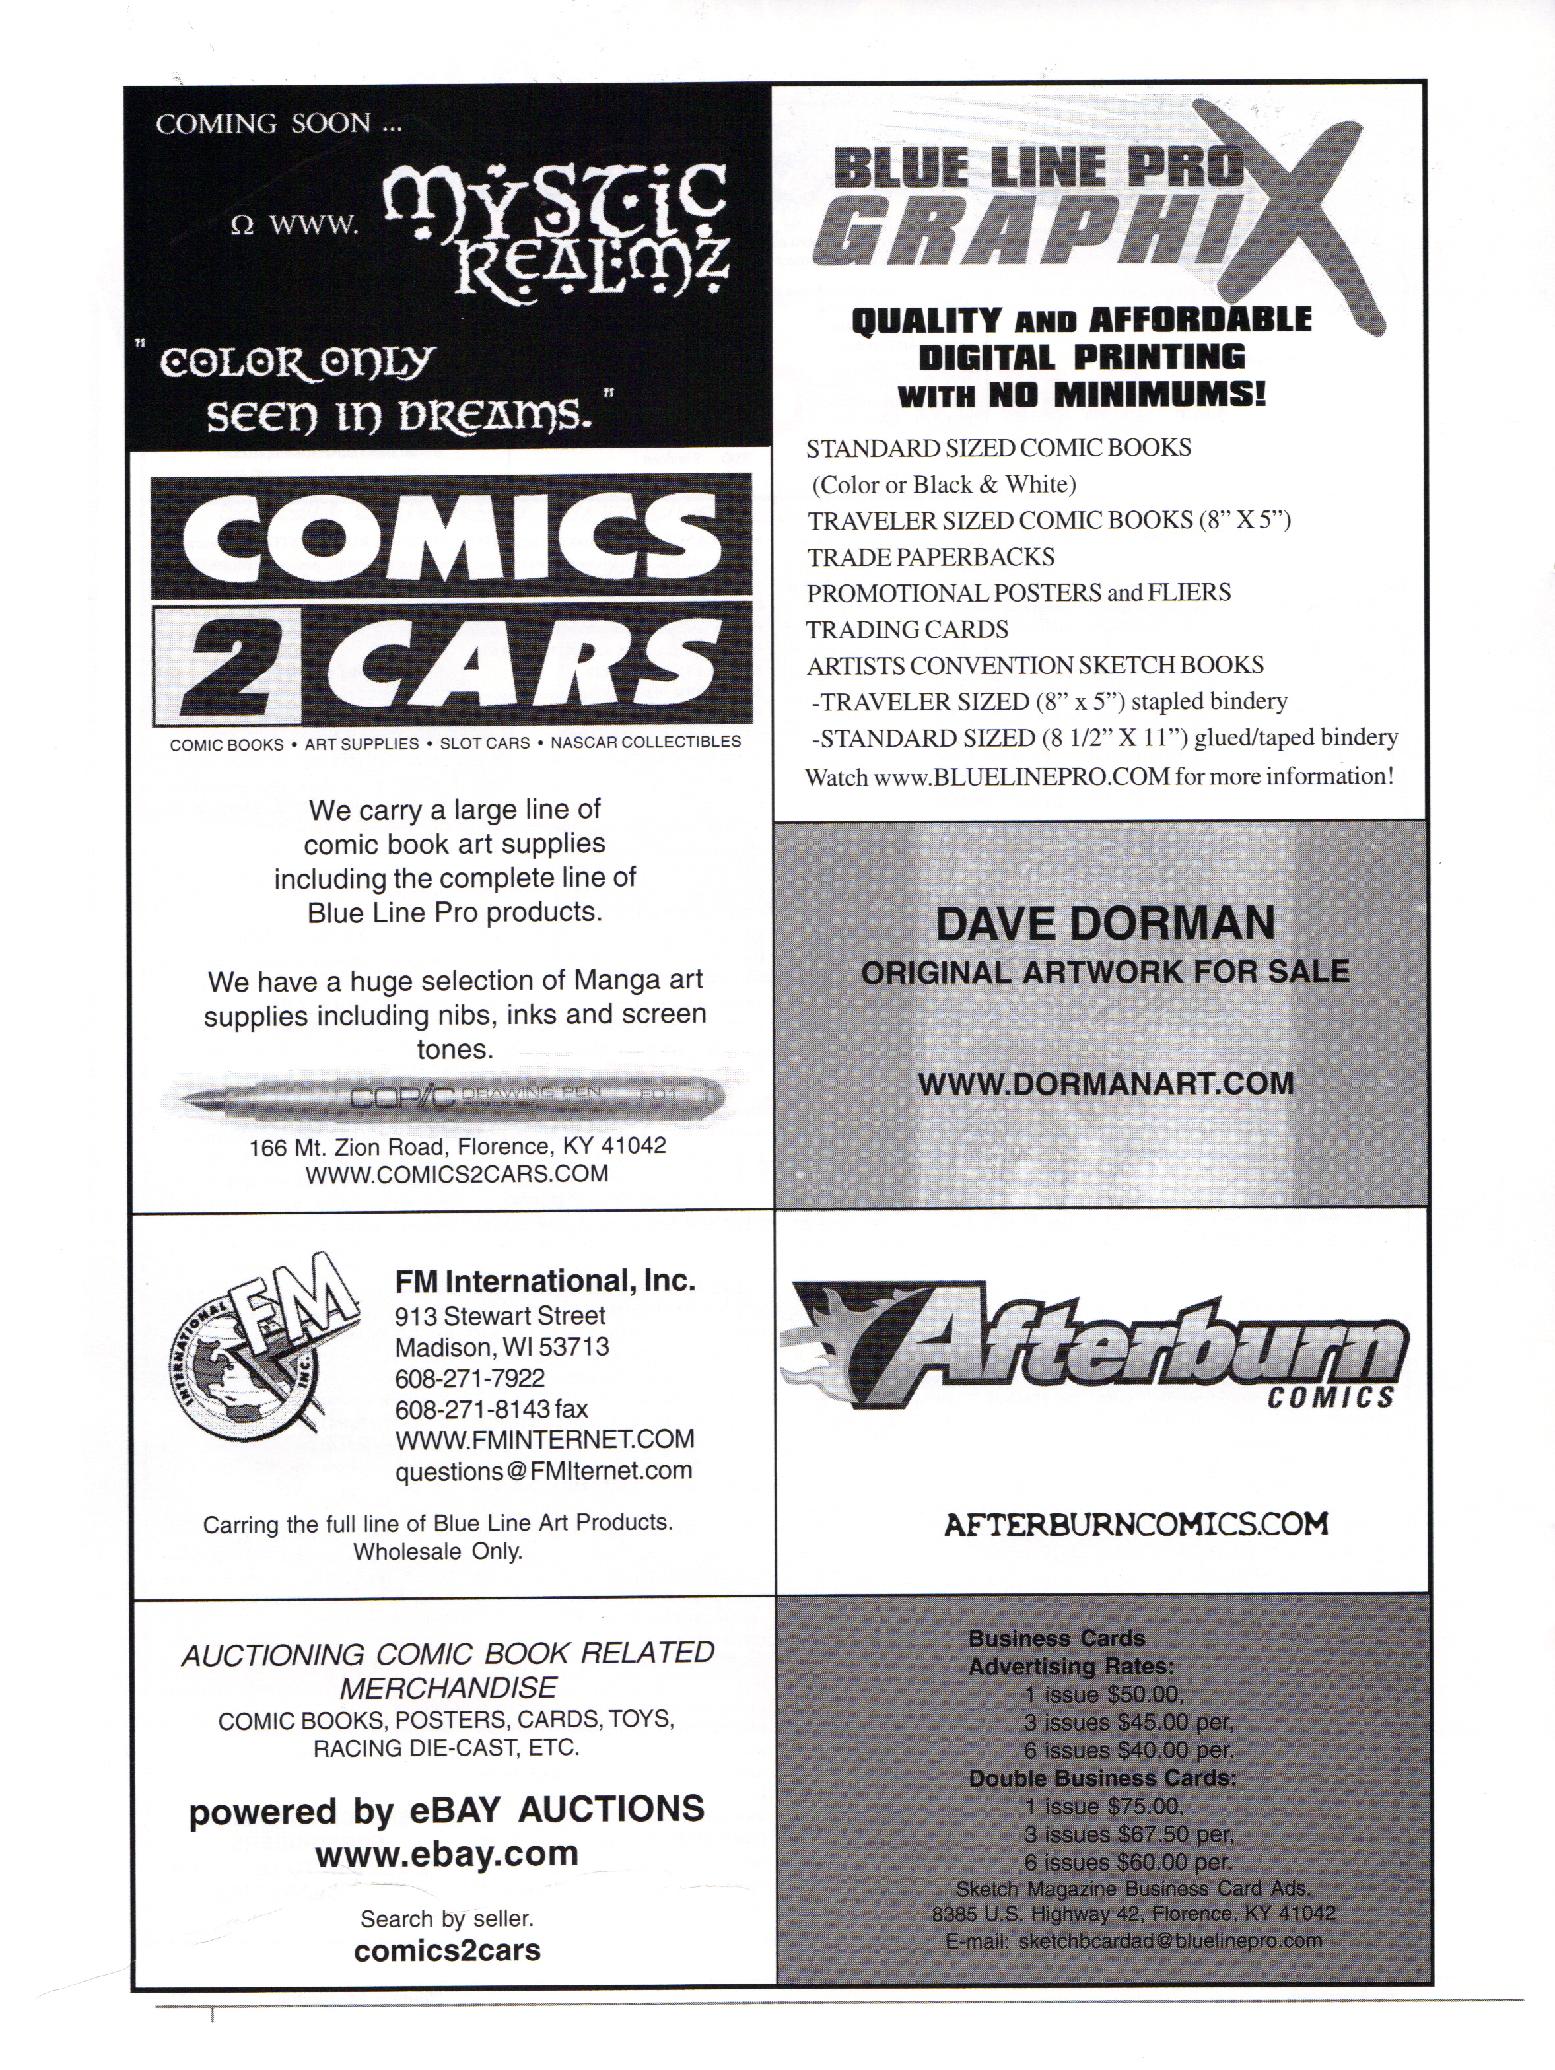 COMING SOON ...
Ω WWW.
MYSTIC
REALMZ
" COLOR ONLY
SEEN IN DREAMS. "
COMICS
2 CARS
COMIC BOOKS • ART SUPPLIES • SLOT CARS • NASCAR COLLECTIBLES
We carry a large line of
comic book art supplies
including the complete line of
Blue Line Pro products.
We have a huge selection of Manga art
supplies including nibs, inks and screen
tones.
COPIC DRAWING PEN F01
166 Mt. Zion Road, Florence, KY 41042
WWW.COMICS2CARS.COM
INTERNATIONAL
FM
INC.
FM International, Inc.
913 Stewart Street
Madison, WI 53713
608-271-7922
608-271-8143 fax
WWW.FMINTERNET.COM
questions@FMIternet.com
Carring the full line of Blue Line Art Products.
Wholesale Only.
AUCTIONING COMIC BOOK RELATED
MERCHANDISE
COMIC BOOKS, POSTERS, CARDS, TOYS,
RACING DIE-CAST, ETC.
powered by eBAY AUCTIONS
www.ebay.com
Search by seller.
comics2cars
BLUE LINE PRO
GRAPHIX
QUALITY AND AFFORDABLE
DIGITAL PRINTING
WITH NO MINIMUMS!
STANDARD SIZED COMIC BOOKS
(Color or Black & White)
TRAVELER SIZED COMIC BOOKS (8” X 5”)
TRADE PAPERBACKS
PROMOTIONAL POSTERS and FLIERS
TRADING CARDS
ARTISTS CONVENTION SKETCH BOOKS
-TRAVELER SIZED (8” x 5”) stapled bindery
-STANDARD SIZED (8 1/2” X 11”) glued/taped bindery
Watch www.BLUELINEPRO.COM for more information!
DAVE DORMAN
ORIGINAL ARTWORK FOR SALE
WWW.DORMANART.COM
Afterburn
COMICS
AFTERBURNCOMICS.COM
Business Cards
Advertising Rates:
1 issue $50.00,
3 issues $45.00 per,
6 issues $40.00 per.
Double Business Cards:
1 issue $75.00,
3 issues $67.50 per,
6 issues $60.00 per.
Sketch Magazine Business Card Ads,
8385 U.S. Highway 42, Florence, KY 41042
E-mail: sketchbcardad@bluelinepro.com